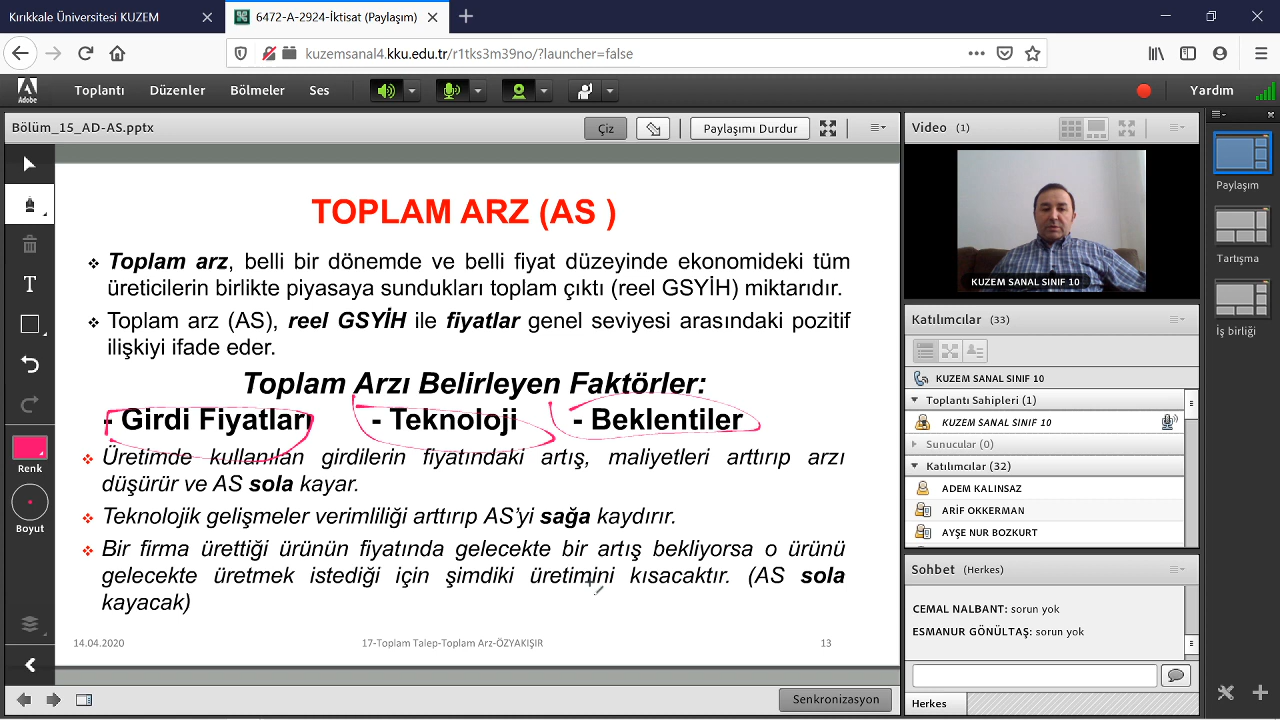 Kırıkkale Üniversitesi KUZEM
6472-A-2924-İktisat (Paylaşım)
kuzemsanal4.kku.edu.tr/r1tks3m39no/?launcher=false
Adobe
Toplantı Düzenler Bölmeler Ses
Yardım
Bölüm_15_AD-AS.pptx
Çiz
Paylaşımı Durdur
TOPLAM ARZ (AS )
❖ Toplam arz, belli bir dönemde ve belli fiyat düzeyinde ekonomideki tüm
üreticilerin birlikte piyasaya sundukları toplam çıktı (reel GSYİH) miktarıdır.
❖ Toplam arz (AS), reel GSYİH ile fiyatlar genel seviyesi arasındaki pozitif
ilişkiyi ifade eder.
Toplam Arzı Belirleyen Faktörler:
- Girdi Fiyatları - Teknoloji - Beklentiler
❖ Üretimde kullanılan girdilerin fiyatındaki artış, maliyetleri arttırıp arzı
düşürür ve AS sola kayar.
❖ Teknolojik gelişmeler verimliliği arttırıp AS’yi sağa kaydırır.
❖ Bir firma ürettiği ürünün fiyatında gelecekte bir artış bekliyorsa o ürünü
gelecekte üretmek istediği için şimdiki üretimini kısacaktır. (AS sola
kayacak)
14.04.2020 17-Toplam Talep-Toplam Arz-ÖZYAKIŞIR 13
T
Renk
Boyut
Senkronizasyon
Video (1)
KUZEM SANAL SINIF 10
Katılımcılar (33)
KUZEM SANAL SINIF 10
Toplantı Sahipleri (1)
KUZEM SANAL SINIF 10
Sunucular (0)
Katılımcılar (32)
ADEM KALINSAZ
ARİF OKKERMAN
AYŞE NUR BOZKURT
Sohbet (Herkes)
CEMAL NALBANT: sorun yok
ESMANUR GÖNÜLTAŞ: sorun yok
Herkes
Paylaşım
Tartışma
İş birliği